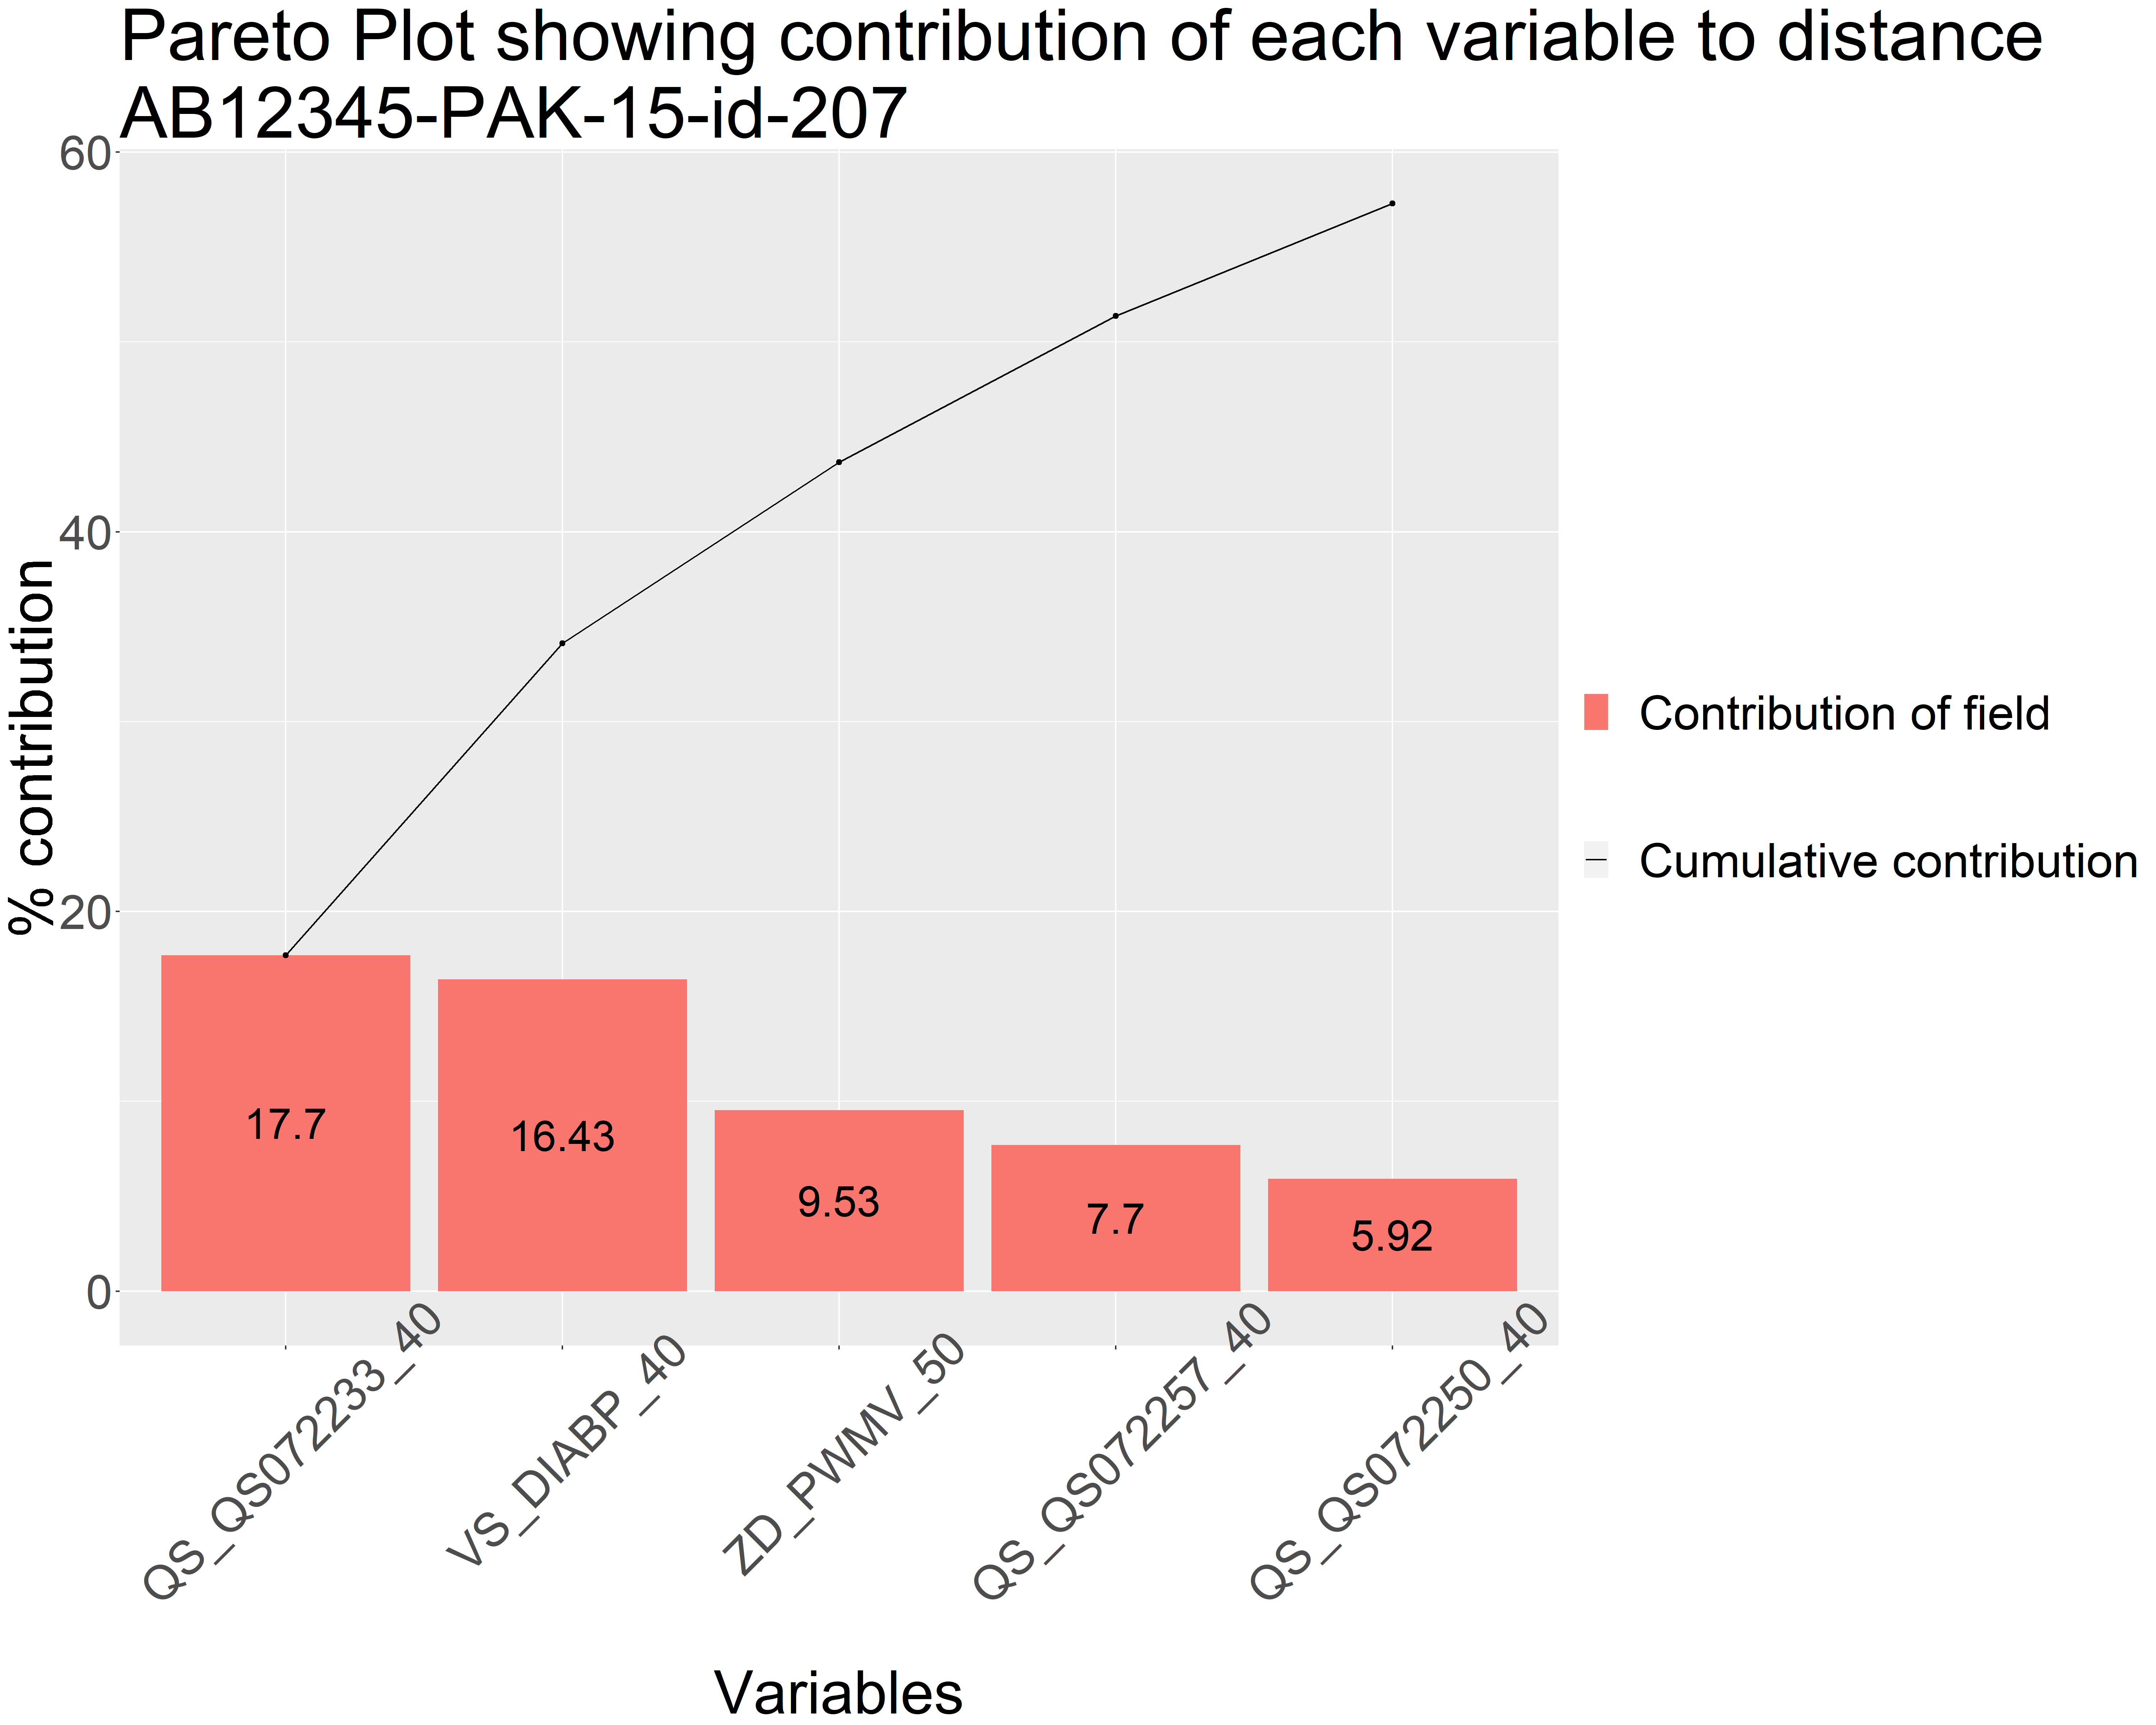 Pareto Plot showing contribution of each variable to distance
AB12345-PAK-15-id-207
% contribution
60
40
20
0
17.7
16.43
9.53
7.7
5.92
QS_QS072233_40
VS_DIABP_40
ZD_PWMV_50
QS_QS072257_40
QS_QS072250_40
Variables
Contribution of field
Cumulative contribution